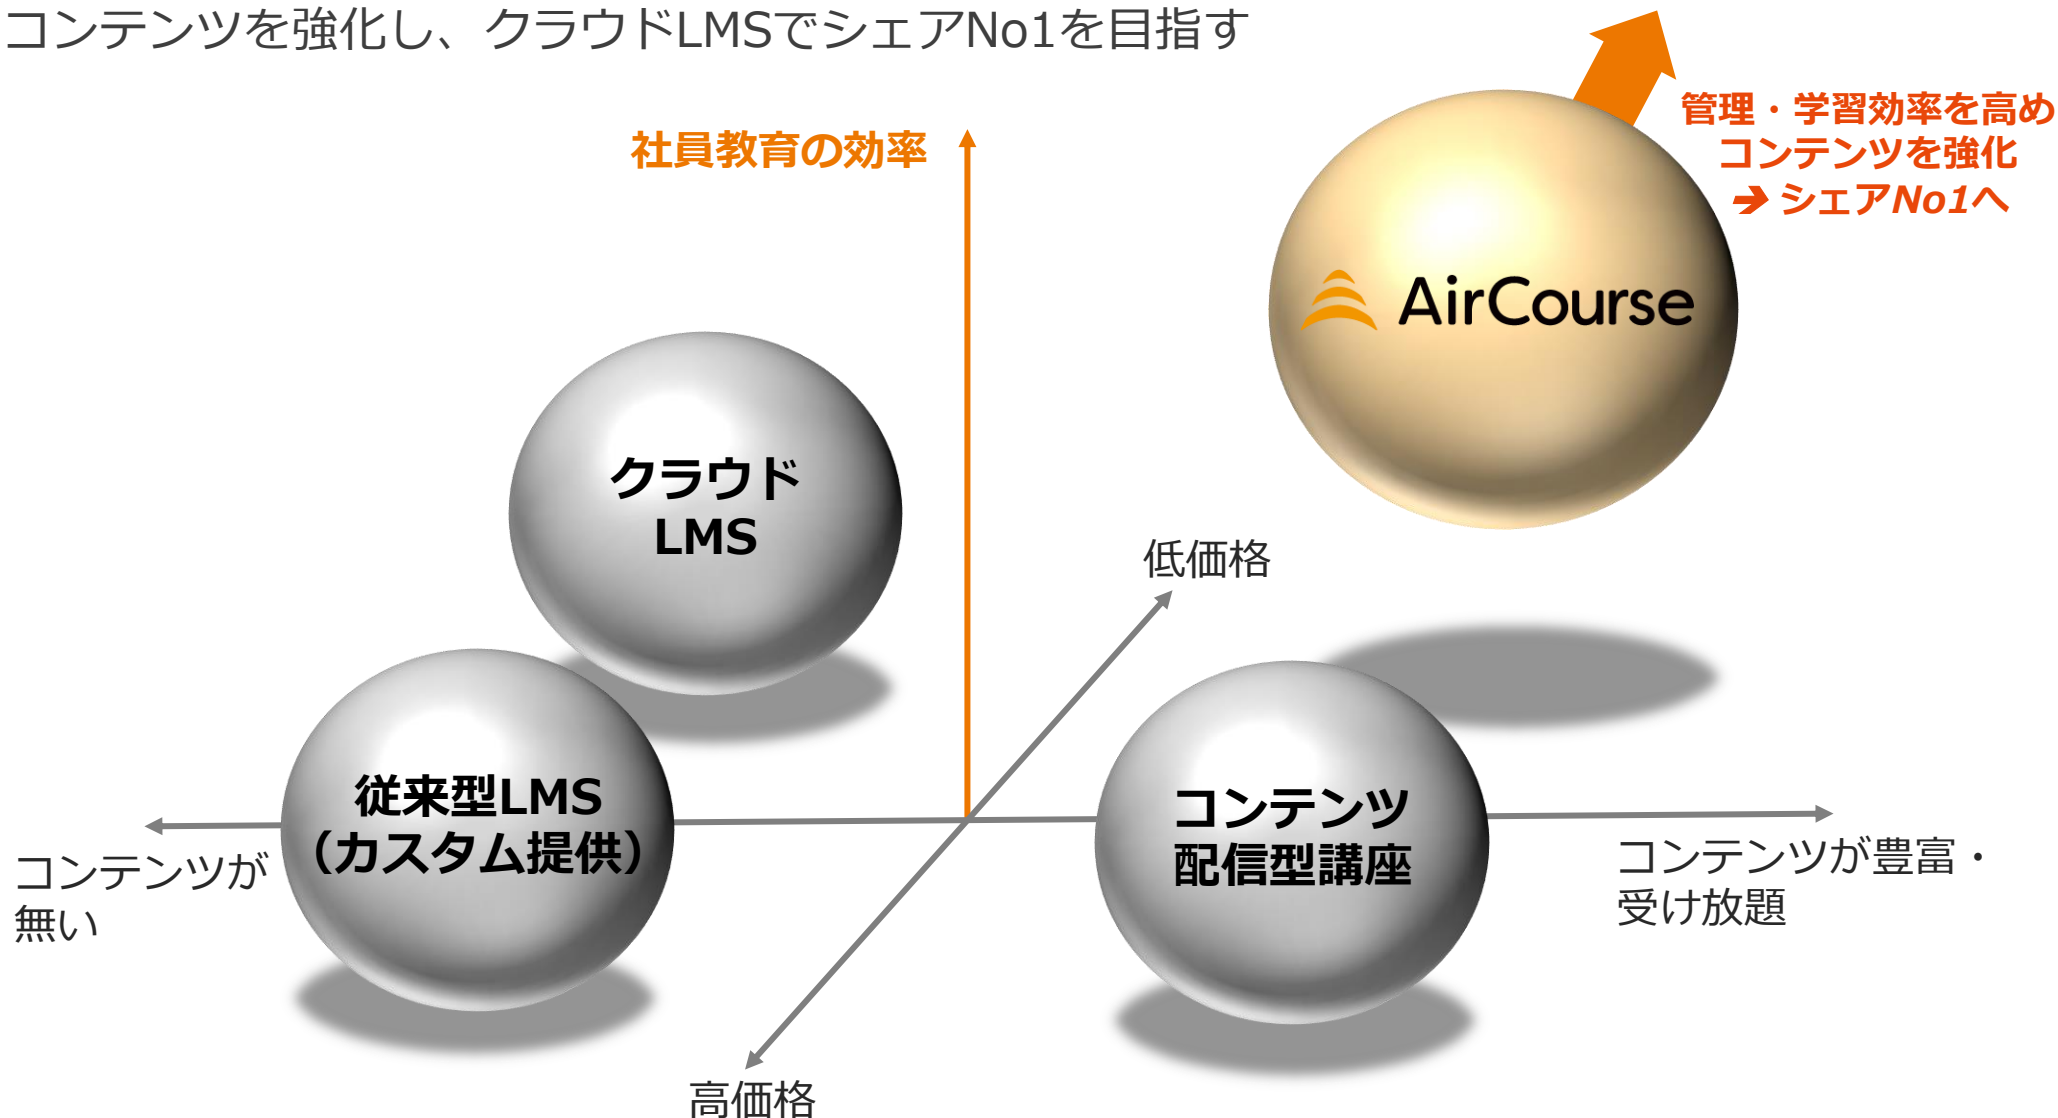 コンテンツを強化し、クラウドLMSでシェアNo1を目指す
社員教育の効率
管理・学習効率を高め
コンテンツを強化
➔ シェアNo1へ
AirCourse
クラウド
LMS
低価格
従来型LMS
（カスタム提供）
コンテンツ
配信型講座
コンテンツが
無い
コンテンツが豊富・
受け放題
高価格